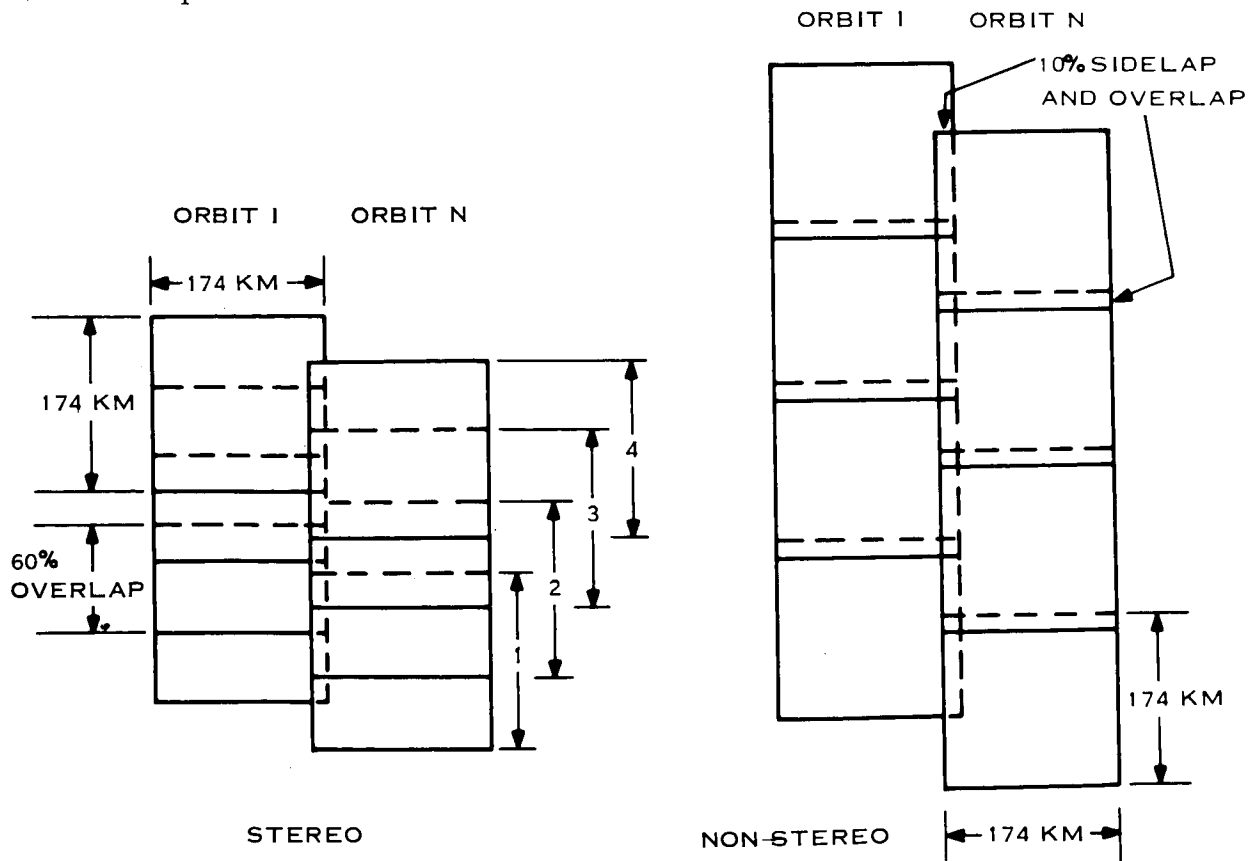 ORBIT I ORBIT N
10% SIDELAP
AND OVERLAP
ORBIT I ORBIT N
174 KM
174 KM
60%
OVERLAP
4
3
2
1
174 KM
STEREO
NON-STEREO
174 KM